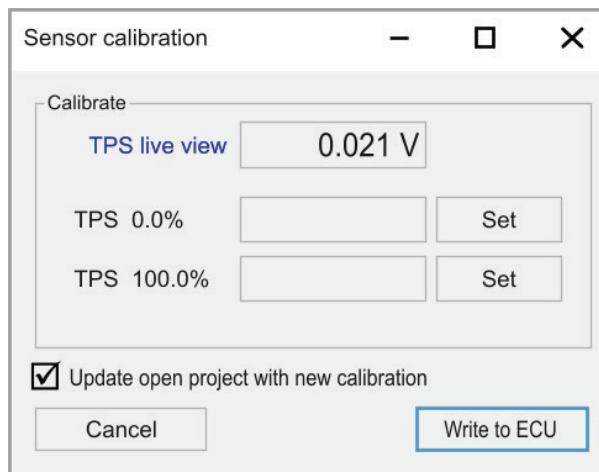 Sensor calibration
Calibrate
TPS live view 0.021 V
TPS 0.0% Set
TPS 100.0% Set
Update open project with new calibration
Cancel Write to ECU